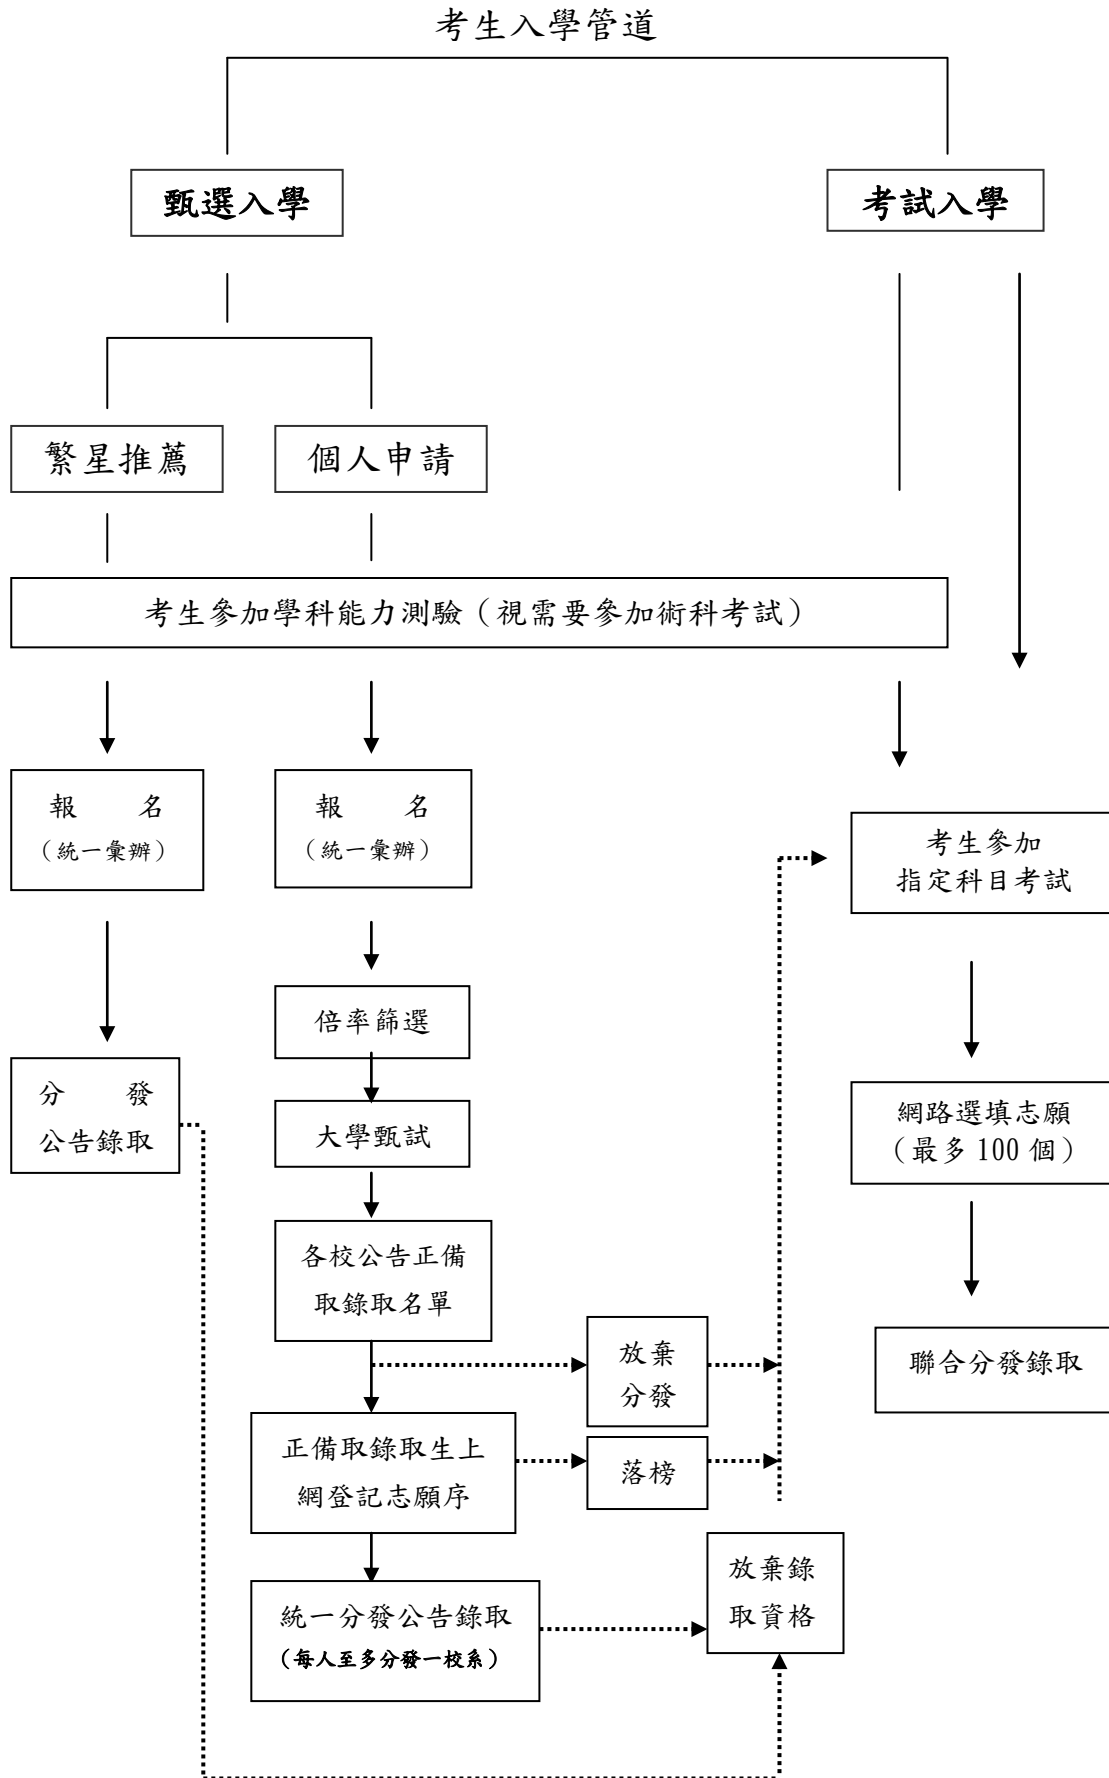 考生入學管道
甄選入學
考試入學
繁星推薦
個人申請
考生參加學科能力測驗（視需要參加術科考試）
報　　名
（統一彙辦）
報　　名
（統一彙辦）
考生參加
指定科目考試
倍率篩選
分　　發
公告錄取
大學甄試
網路選填志願
（最多 100 個）
各校公告正備
取錄取名單
放棄
分發
聯合分發錄取
正備取錄取生上
網登記志願序
落榜
放棄錄
取資格
統一分發公告錄取
（每人至多分發一校系）